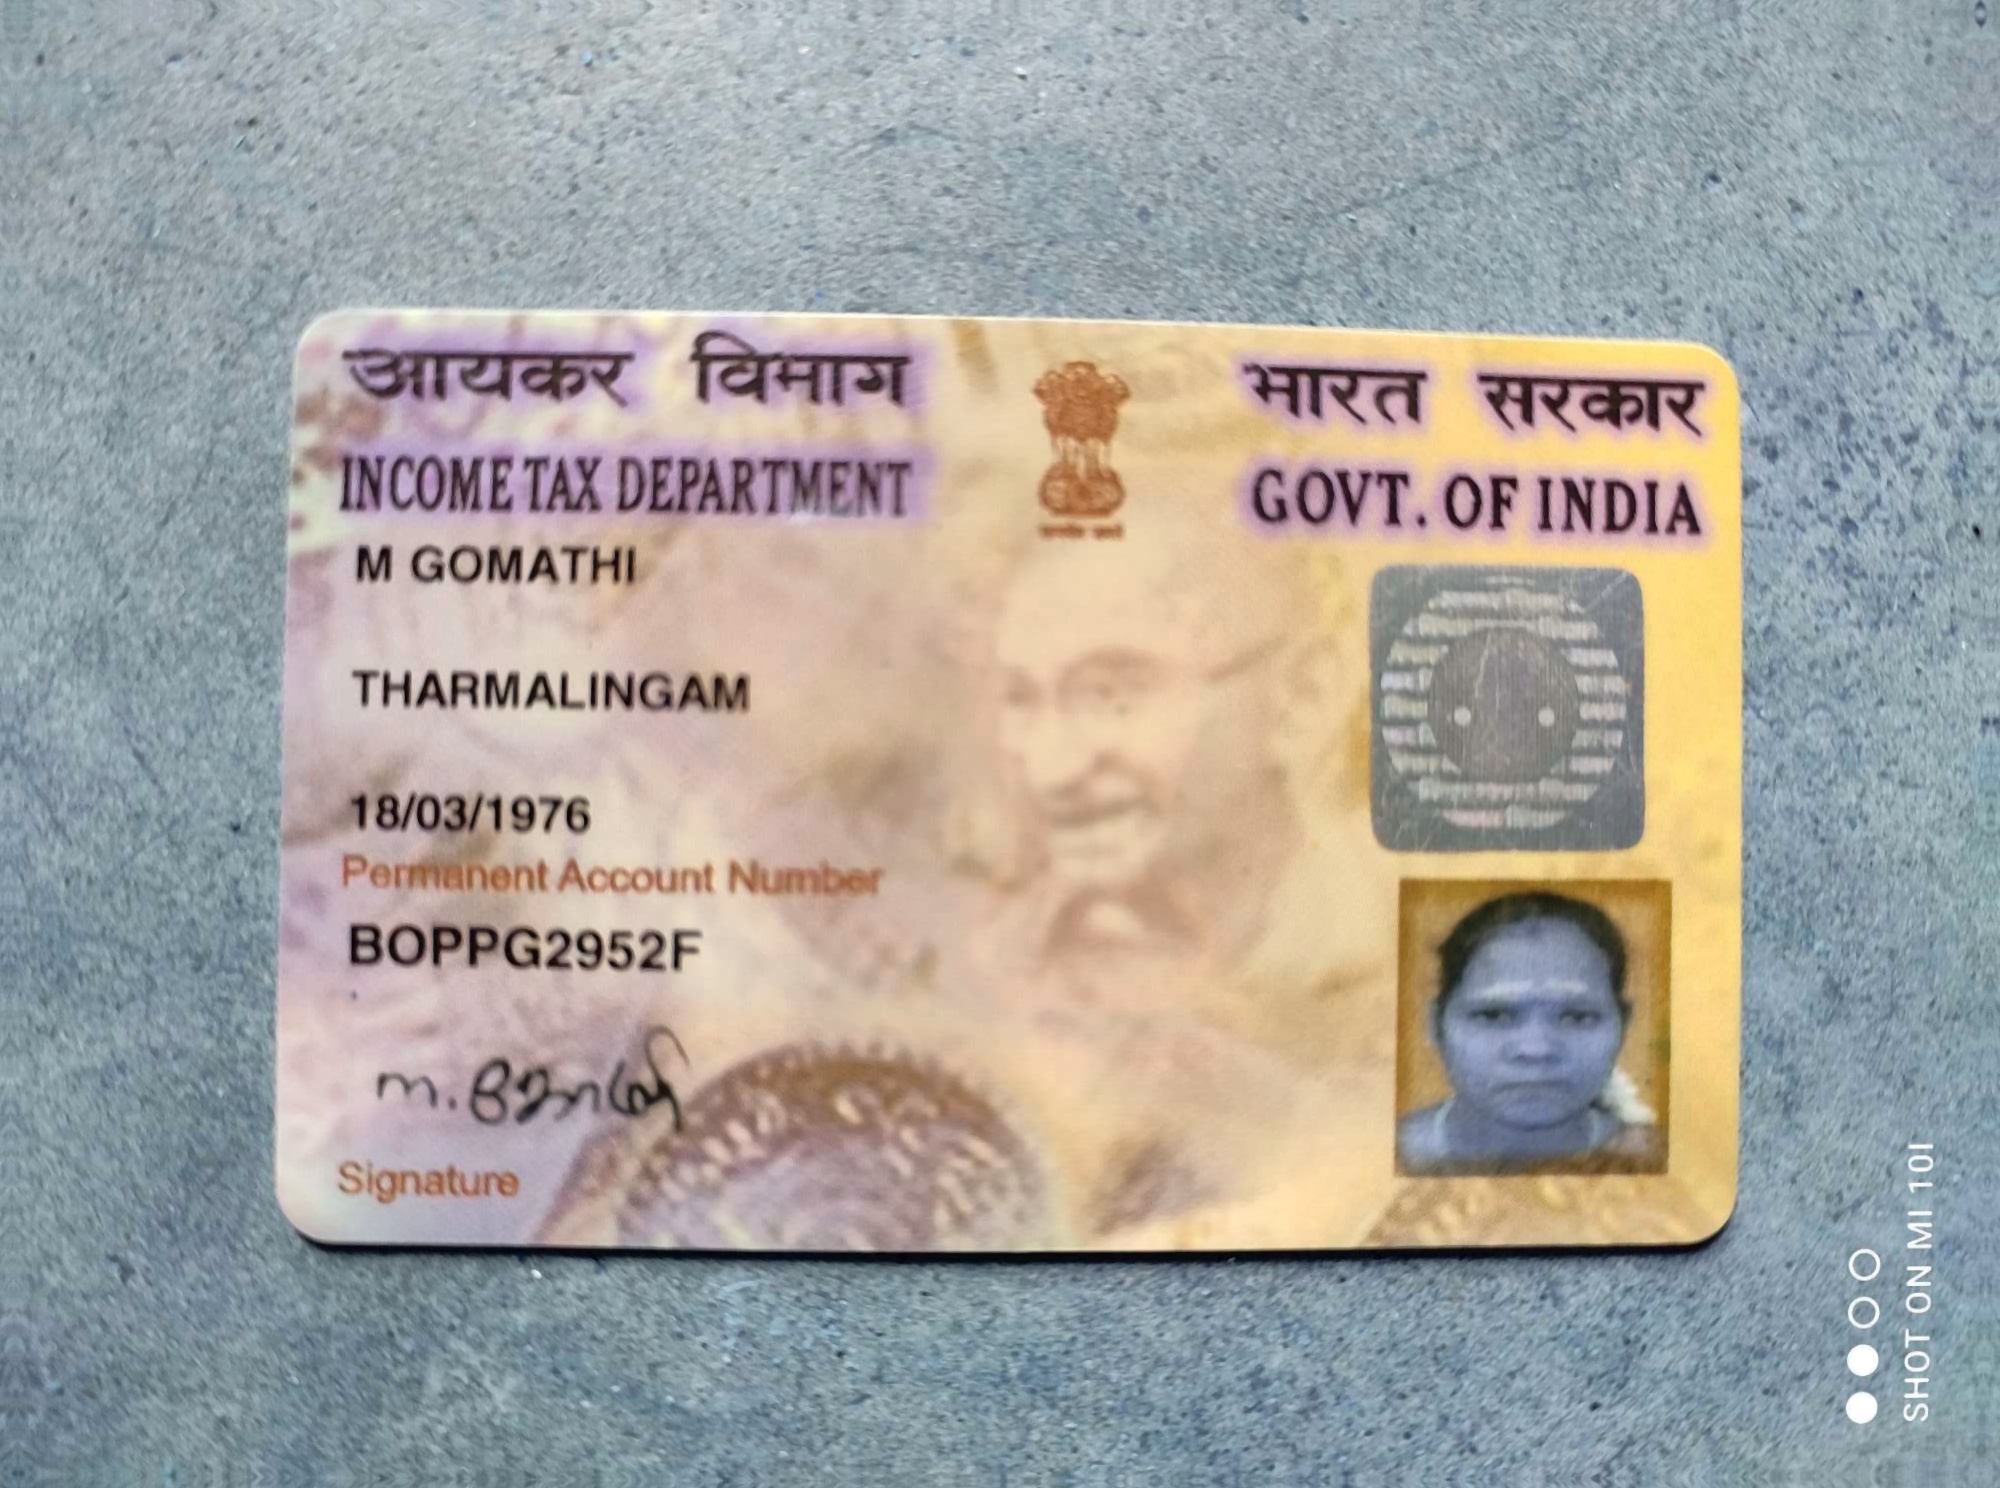 आयकर विभाग
INCOME TAX DEPARTMENT
भारत सरकार
GOVT. OF INDIA
M GOMATHI
THARMALINGAM
18/03/1976
Permanent Account Number
BOPPG2952F
Signature
SHOT ON MI 10I